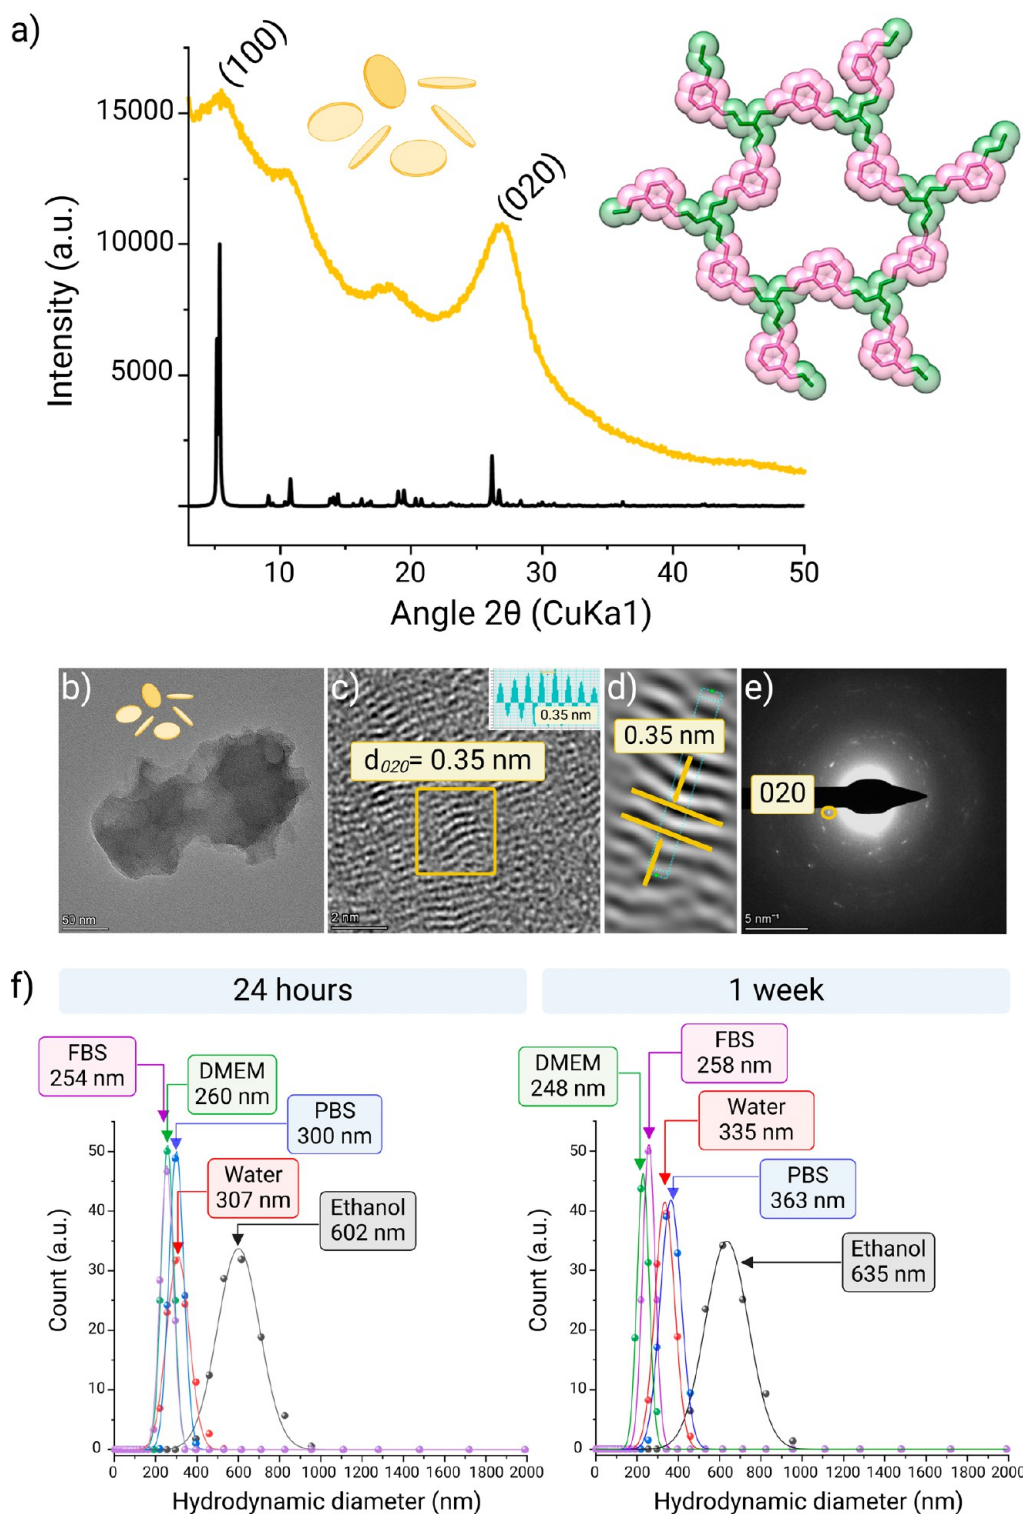 a)
(100)
(020)
15000
10000
5000
Intensity (a.u.)
10
20
30
40
50
Angle 2θ (CuKa1)
b)
50 nm
c)
0.35 nm
d020= 0.35 nm
2 nm
d)
0.35 nm
e)
020
5 nm⁻¹
f)
24 hours
FBS
254 nm
DMEM
260 nm
PBS
300 nm
Water
307 nm
Ethanol
602 nm
50
40
30
20
10
0
Count (a.u.)
0 200 400 600 800 1000 1200 1400 1600 1800 2000
Hydrodynamic diameter (nm)
1 week
FBS
258 nm
DMEM
248 nm
Water
335 nm
PBS
363 nm
Ethanol
635 nm
50
40
30
20
10
0
Count (a.u.)
0 200 400 600 800 1000 1200 1400 1600 1800 2000
Hydrodynamic diameter (nm)